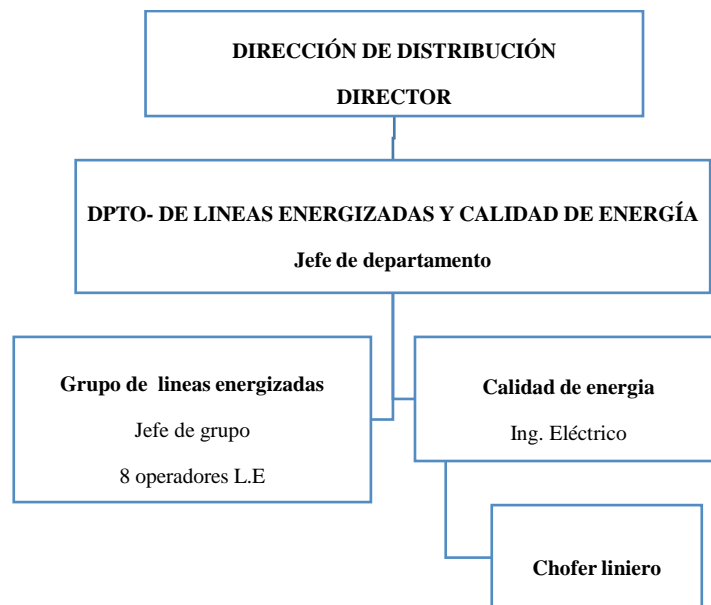 DIRECCIÓN DE DISTRIBUCIÓN
DIRECTOR
DPTO- DE LINEAS ENERGIZADAS Y CALIDAD DE ENERGÍA
Jefe de departamento
Grupo de lineas energizadas
Jefe de grupo
8 operadores L.E
Calidad de energia
Ing. Eléctrico
Chofer liniero